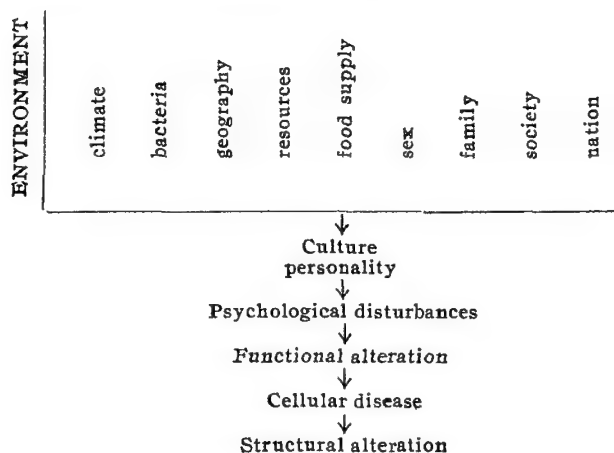 ENVIRONMENT
climate
bacteria
geography
resources
food supply
sex
family
society
nation
Culture
personality
Psychological disturbances
Functional alteration
Cellular disease
Structural alteration